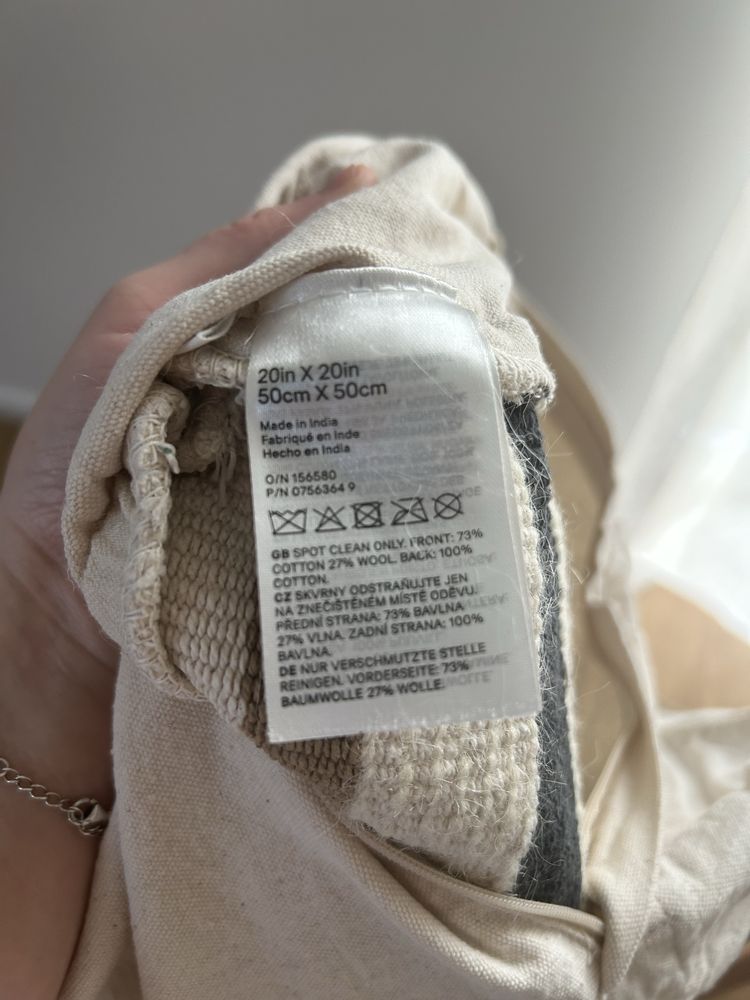 20in X 20in
50cm X 50cm
Made in India
Fabriqué en Inde
Hecho en India
O/N 156580
P/N 0756364 9
GB SPOT CLEAN ONLY. FRONT: 73%
COTTON 27% WOOL. BACK: 100%
COTTON.
CZ SKVRNY ODSTRAŇUJTE JEN
NA ZNEČIŠTĚNÉM MÍSTĚ ODĚVU.
PŘEDNÍ STRANA: 73% BAVLNA
27% VLNA. ZADNÍ STRANA: 100%
BAVLNA.
DE NUR VERSCHMUTZTE STELLE
REINIGEN. VORDERSEITE: 73%
BAUMWOLLE 27% WOLLE.